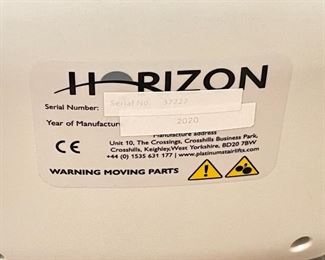 HORIZON
Serial Number: Serial No. 37727
Year of Manufacture 2020
Manufacture address
Unit 10, The Crossings, Crosshills Business Park,
Crosshills, Keighley, West Yorkshire, BD20 7BW
+44 (0) 1535 631 177 | www.platinumstairlifts.com
CE
WARNING MOVING PARTS